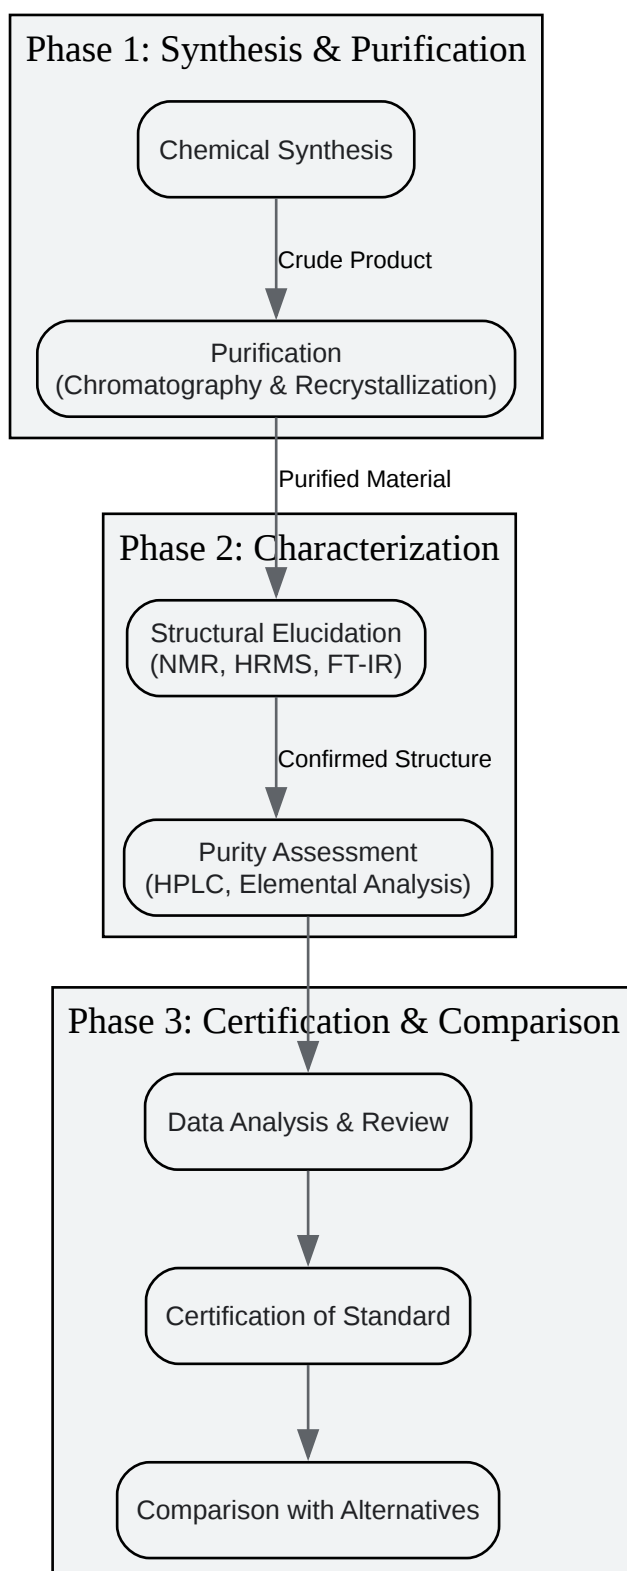 Phase 1: Synthesis & Purification
Chemical Synthesis
Crude Product
Purification
(Chromatography & Recrystallization)
Purified Material
Phase 2: Characterization
Structural Elucidation
(NMR, HRMS, FT-IR)
Confirmed Structure
Purity Assessment
(HPLC, Elemental Analysis)
Phase 3: Certification & Comparison
Data Analysis & Review
Certification of Standard
Comparison with Alternatives